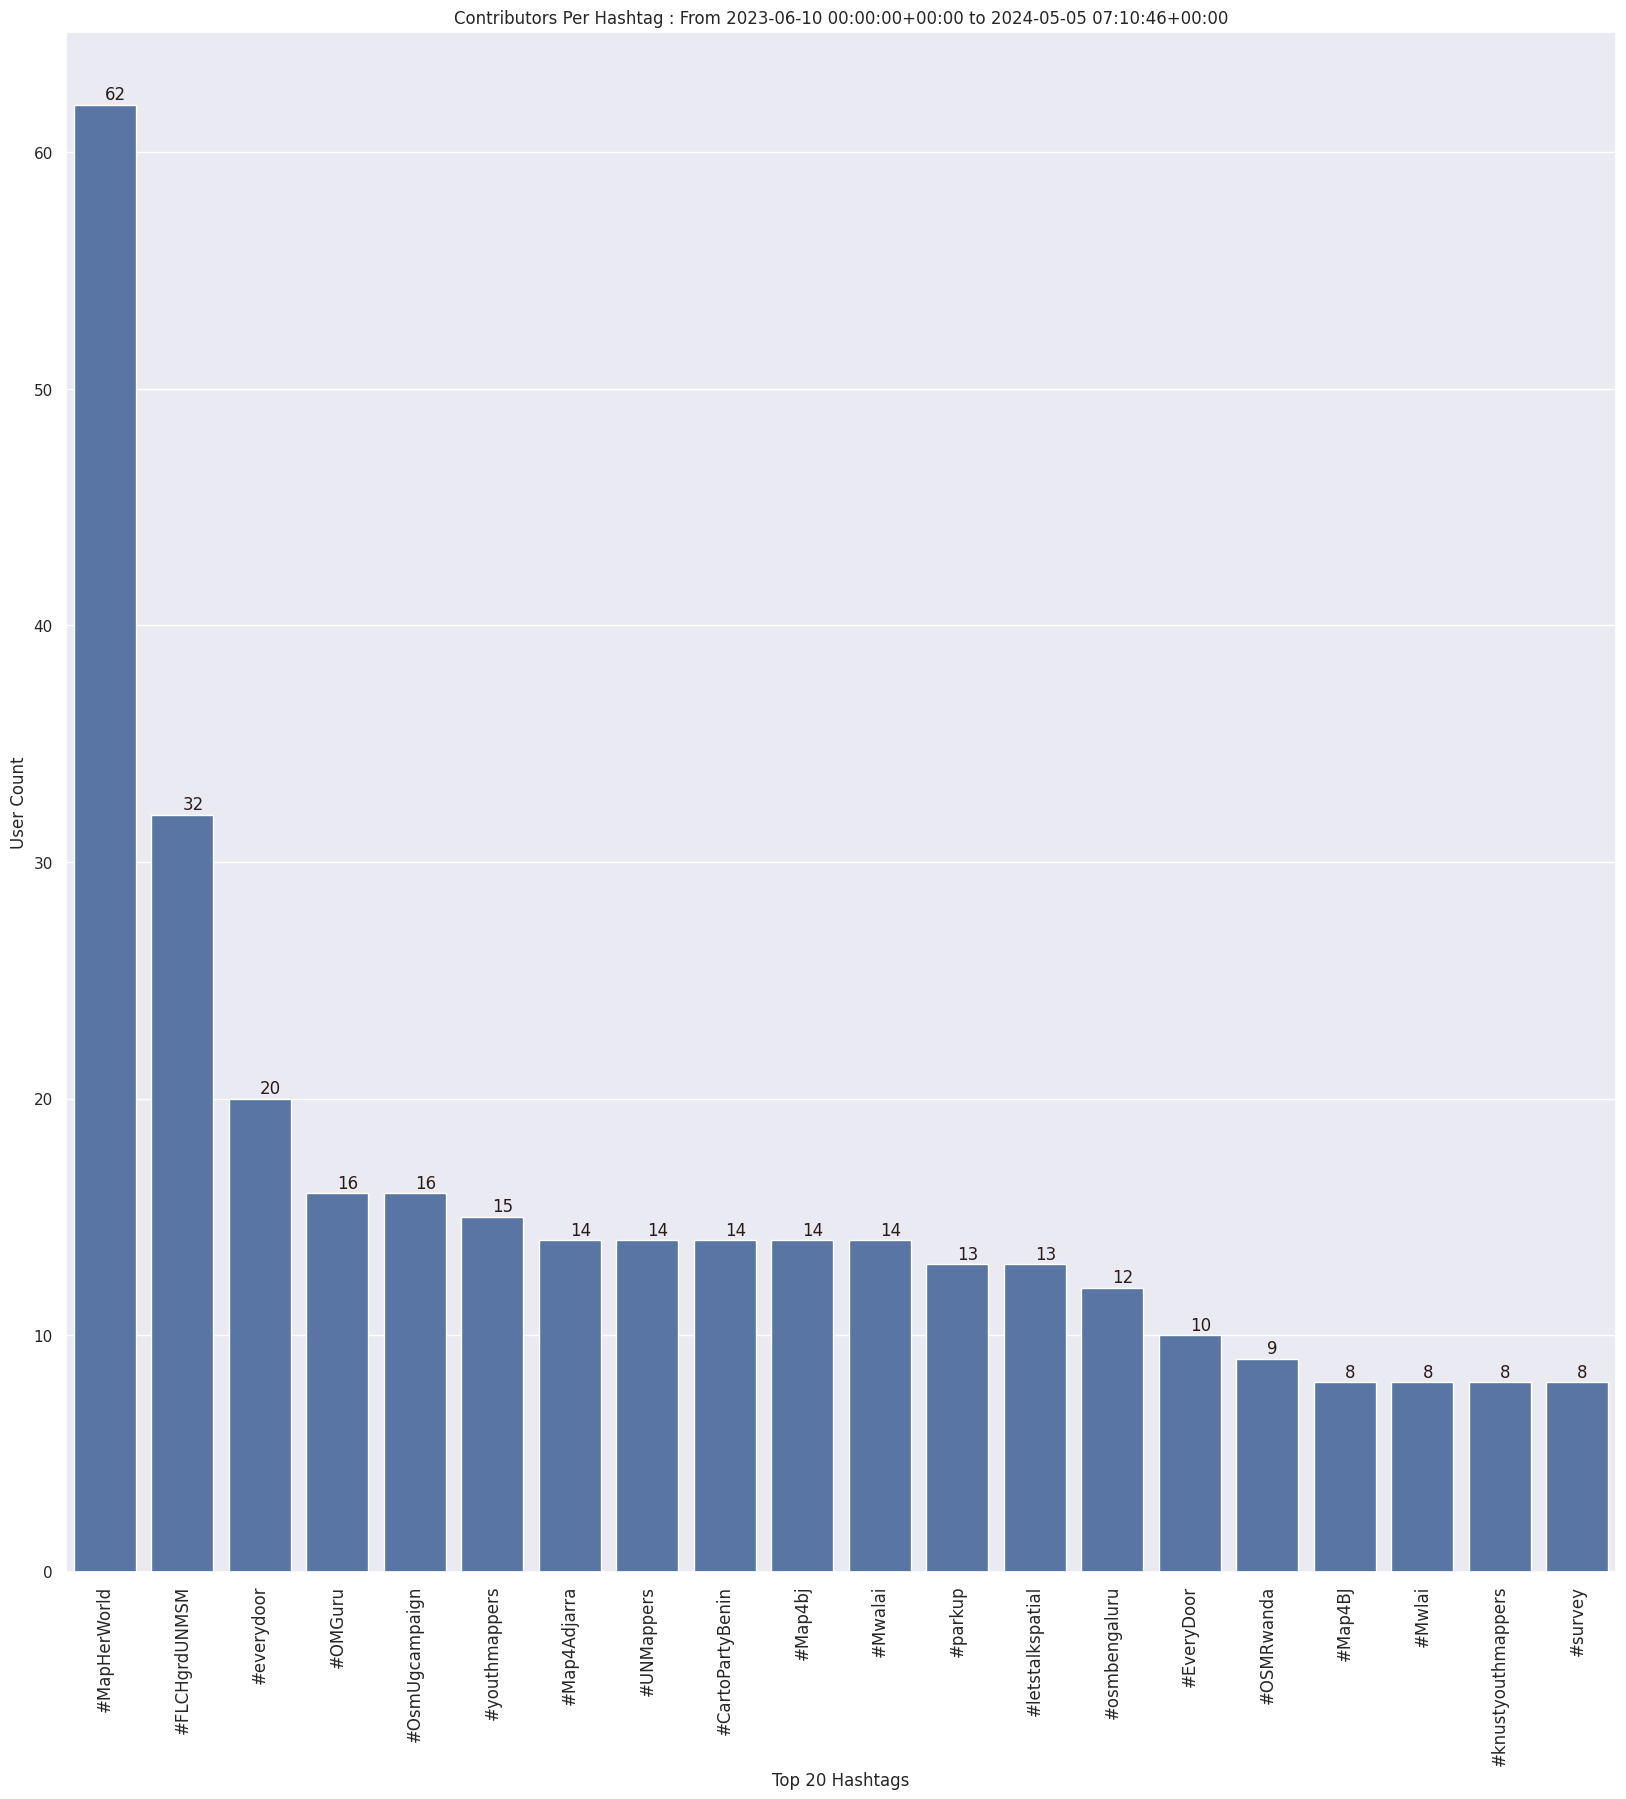 Contributors Per Hashtag : From 2023-06-10 00:00:00+00:00 to 2024-05-05 07:10:46+00:00
User Count
60
50
40
30
20
10
0
62
32
20
16
16
15
14
14
14
14
14
13
13
12
10
9
8
8
8
8
#MapHerWorld
#FLCHgrdUNMSM
#everydoor
#OMGuru
#OsmUgcampaign
#youthmappers
#Map4Adjarra
#UNMappers
#CartoPartyBenin
#Map4bj
#Mwalai
#parkup
#letstalkspatial
#osmbengaluru
#EveryDoor
#OSMRwanda
#Map4BJ
#Mwlai
#knustyouthmappers
#survey
Top 20 Hashtags